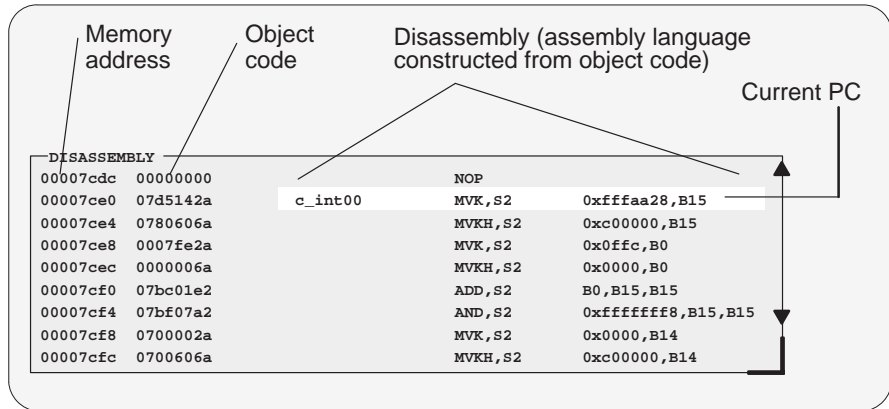 Memory address
Object code
Disassembly (assembly language constructed from object code)
Current PC
DISASSEMBLY
00007cdc 00000000 NOP
00007ce0 07d5142a c_int00 MVK,S2 0xfffaa28,B15
00007ce4 0780606a MVKH,S2 0xc00000,B15
00007ce8 0007fe2a MVK,S2 0x0ffc,B0
00007cec 0000006a MVKH,S2 0x0000,B0
00007cf0 07bc01e2 ADD,S2 B0,B15,B15
00007cf4 07bf07a2 AND,S2 0xfffffff8,B15,B15
00007cf8 0700002a MVK,S2 0x0000,B14
00007cfc 0700606a MVKH,S2 0xc00000,B14